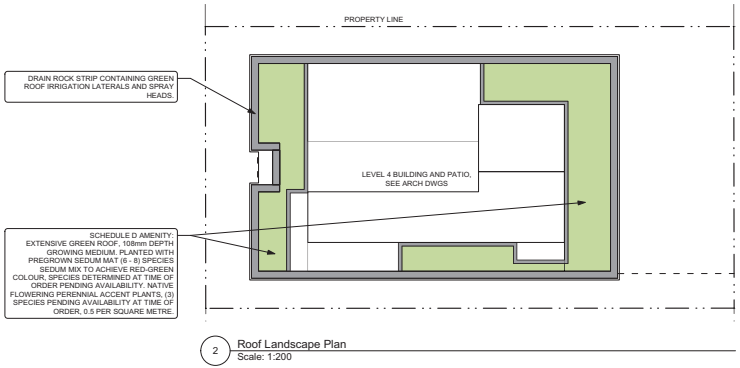 PROPERTY LINE
DRAIN ROCK STRIP CONTAINING GREEN
ROOF IRRIGATION LATERALS AND SPRAY
HEADS.
LEVEL 4 BUILDING AND PATIO,
SEE ARCH DWGS
SCHEDULE D AMENITY:
EXTENSIVE GREEN ROOF, 108mm DEPTH
GROWING MEDIUM. PLANTED WITH
PREGROWN SEDUM MAT (6 - 8) SPECIES
SEDUM MIX TO ACHIEVE RED-GREEN
COLOUR, SPECIES DETERMINED AT TIME OF
ORDER PENDING AVAILABILITY. NATIVE
FLOWERING PERENNIAL ACCENT PLANTS, (3)
SPECIES PENDING AVAILABILITY AT TIME OF
ORDER, 0.5 PER SQUARE METRE.
2
Roof Landscape Plan
Scale: 1:200